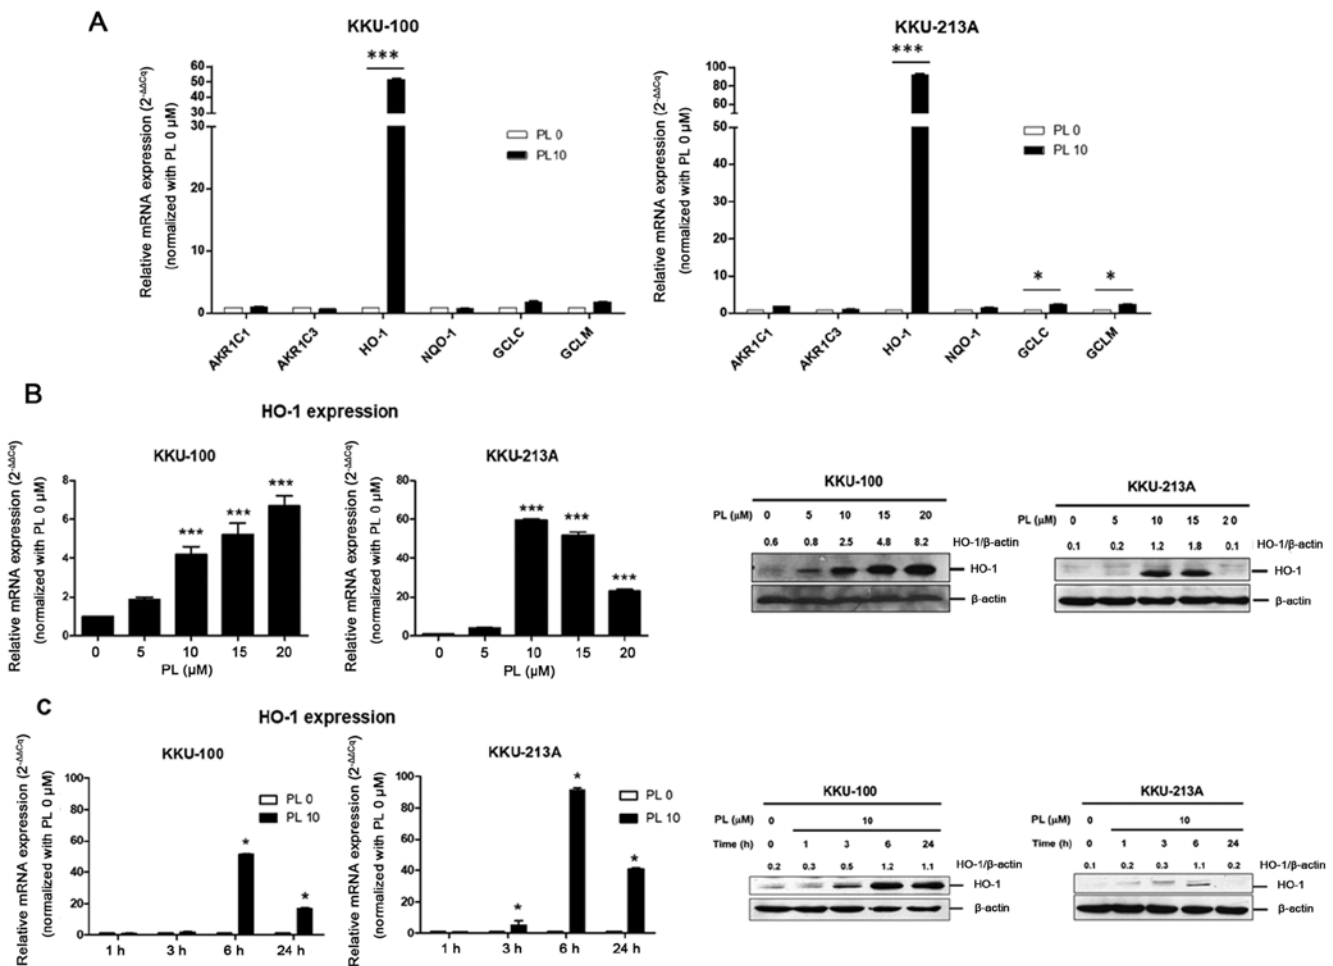 A
KKU-100
Relative mRNA expression (2-ΔΔCq)
(normalized with PL 0 μM)
***
60
50
40
30
30
20
10
0
PL 0
PL 10
AKR1C1
AKR1C3
HO-1
NQO-1
GCLC
GCLM
KKU-213A
Relative mRNA expression (2-ΔΔCq)
(normalized with PL 0 μM)
***
100
80
60
50
40
30
20
10
0
PL 0
PL 10
*
*
AKR1C1
AKR1C3
HO-1
NQO-1
GCLC
GCLM
B
HO-1 expression
KKU-100
Relative mRNA expression (2-ΔΔCq)
(normalized with PL 0 μM)
8
6
4
2
0
***
***
***
0 5 10 15 20
PL (μM)
KKU-213A
Relative mRNA expression (2-ΔΔCq)
(normalized with PL 0 μM)
80
60
40
20
0
***
***
***
0 5 10 15 20
PL (μM)
KKU-100
PL (μM) 0 5 10 15 20
0.6 0.8 2.5 4.8 8.2 HO-1/β-actin
HO-1
β-actin
KKU-213A
PL (μM) 0 5 10 15 20
0.1 0.2 1.2 1.8 0.1 HO-1/β-actin
HO-1
β-actin
C
HO-1 expression
KKU-100
Relative mRNA expression (2-ΔΔCq)
(normalized with PL 0 μM)
100
80
60
40
20
0
PL 0
PL 10
*
*
1 h 3 h 6 h 24 h
KKU-213A
Relative mRNA expression (2-ΔΔCq)
(normalized with PL 0 μM)
100
80
60
40
20
0
PL 0
PL 10
*
*
*
1 h 3 h 6 h 24 h
KKU-100
PL (μM) 0 10
Time (h) 0 1 3 6 24
0.2 0.3 0.5 1.2 1.1 HO-1/β-actin
HO-1
β-actin
KKU-213A
PL (μM) 0 10
Time (h) 0 1 3 6 24
0.1 0.2 0.3 1.1 0.2 HO-1/β-actin
HO-1
β-actin